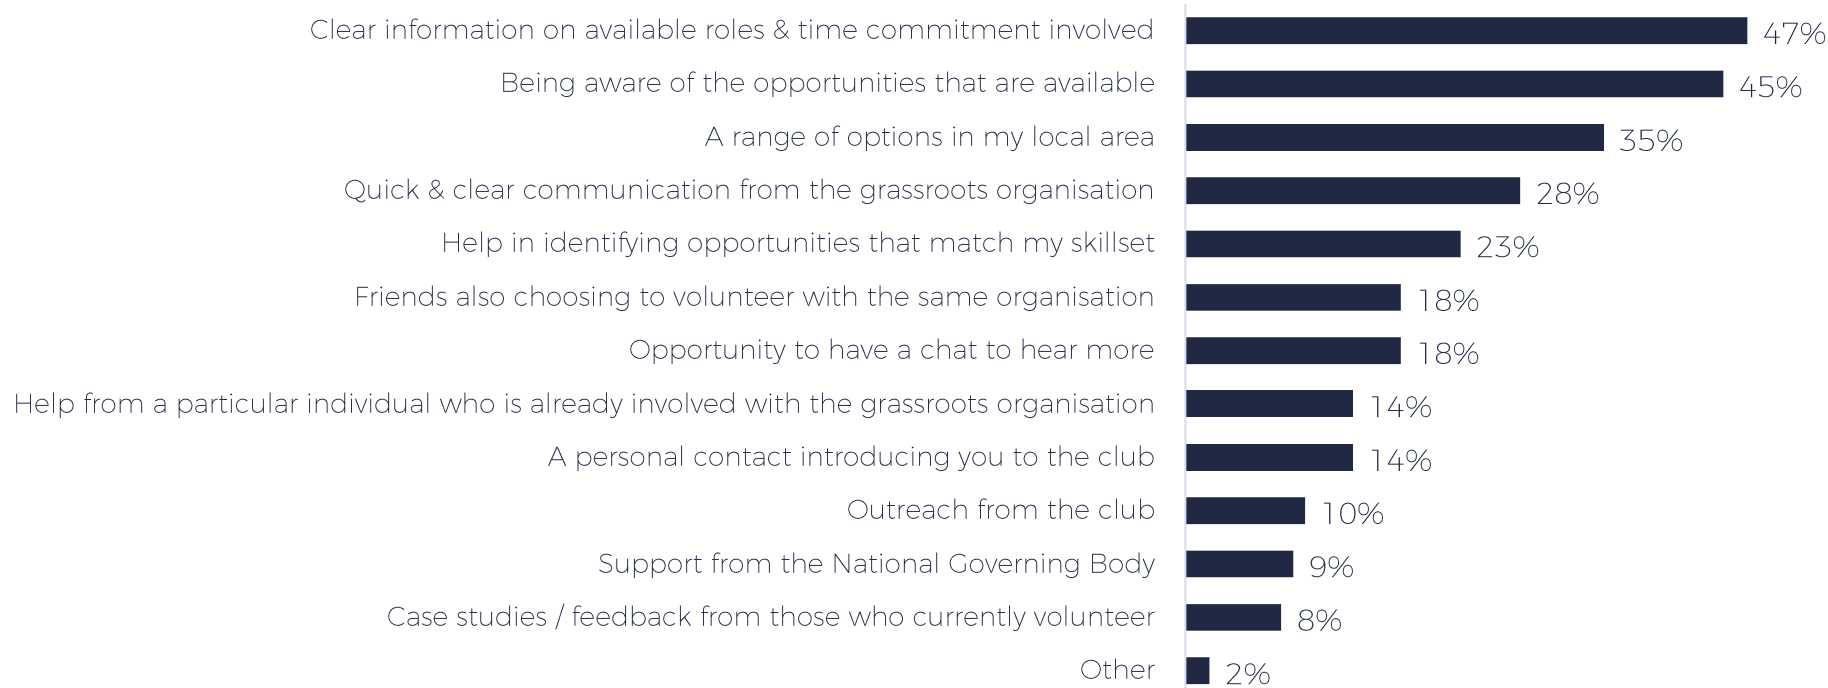 Clear information on available roles & time commitment involved 47%
Being aware of the opportunities that are available 45%
A range of options in my local area 35%
Quick & clear communication from the grassroots organisation 28%
Help in identifying opportunities that match my skillset 23%
Friends also choosing to volunteer with the same organisation 18%
Opportunity to have a chat to hear more 18%
Help from a particular individual who is already involved with the grassroots organisation 14%
A personal contact introducing you to the club 14%
Outreach from the club 10%
Support from the National Governing Body 9%
Case studies / feedback from those who currently volunteer 8%
Other 2%